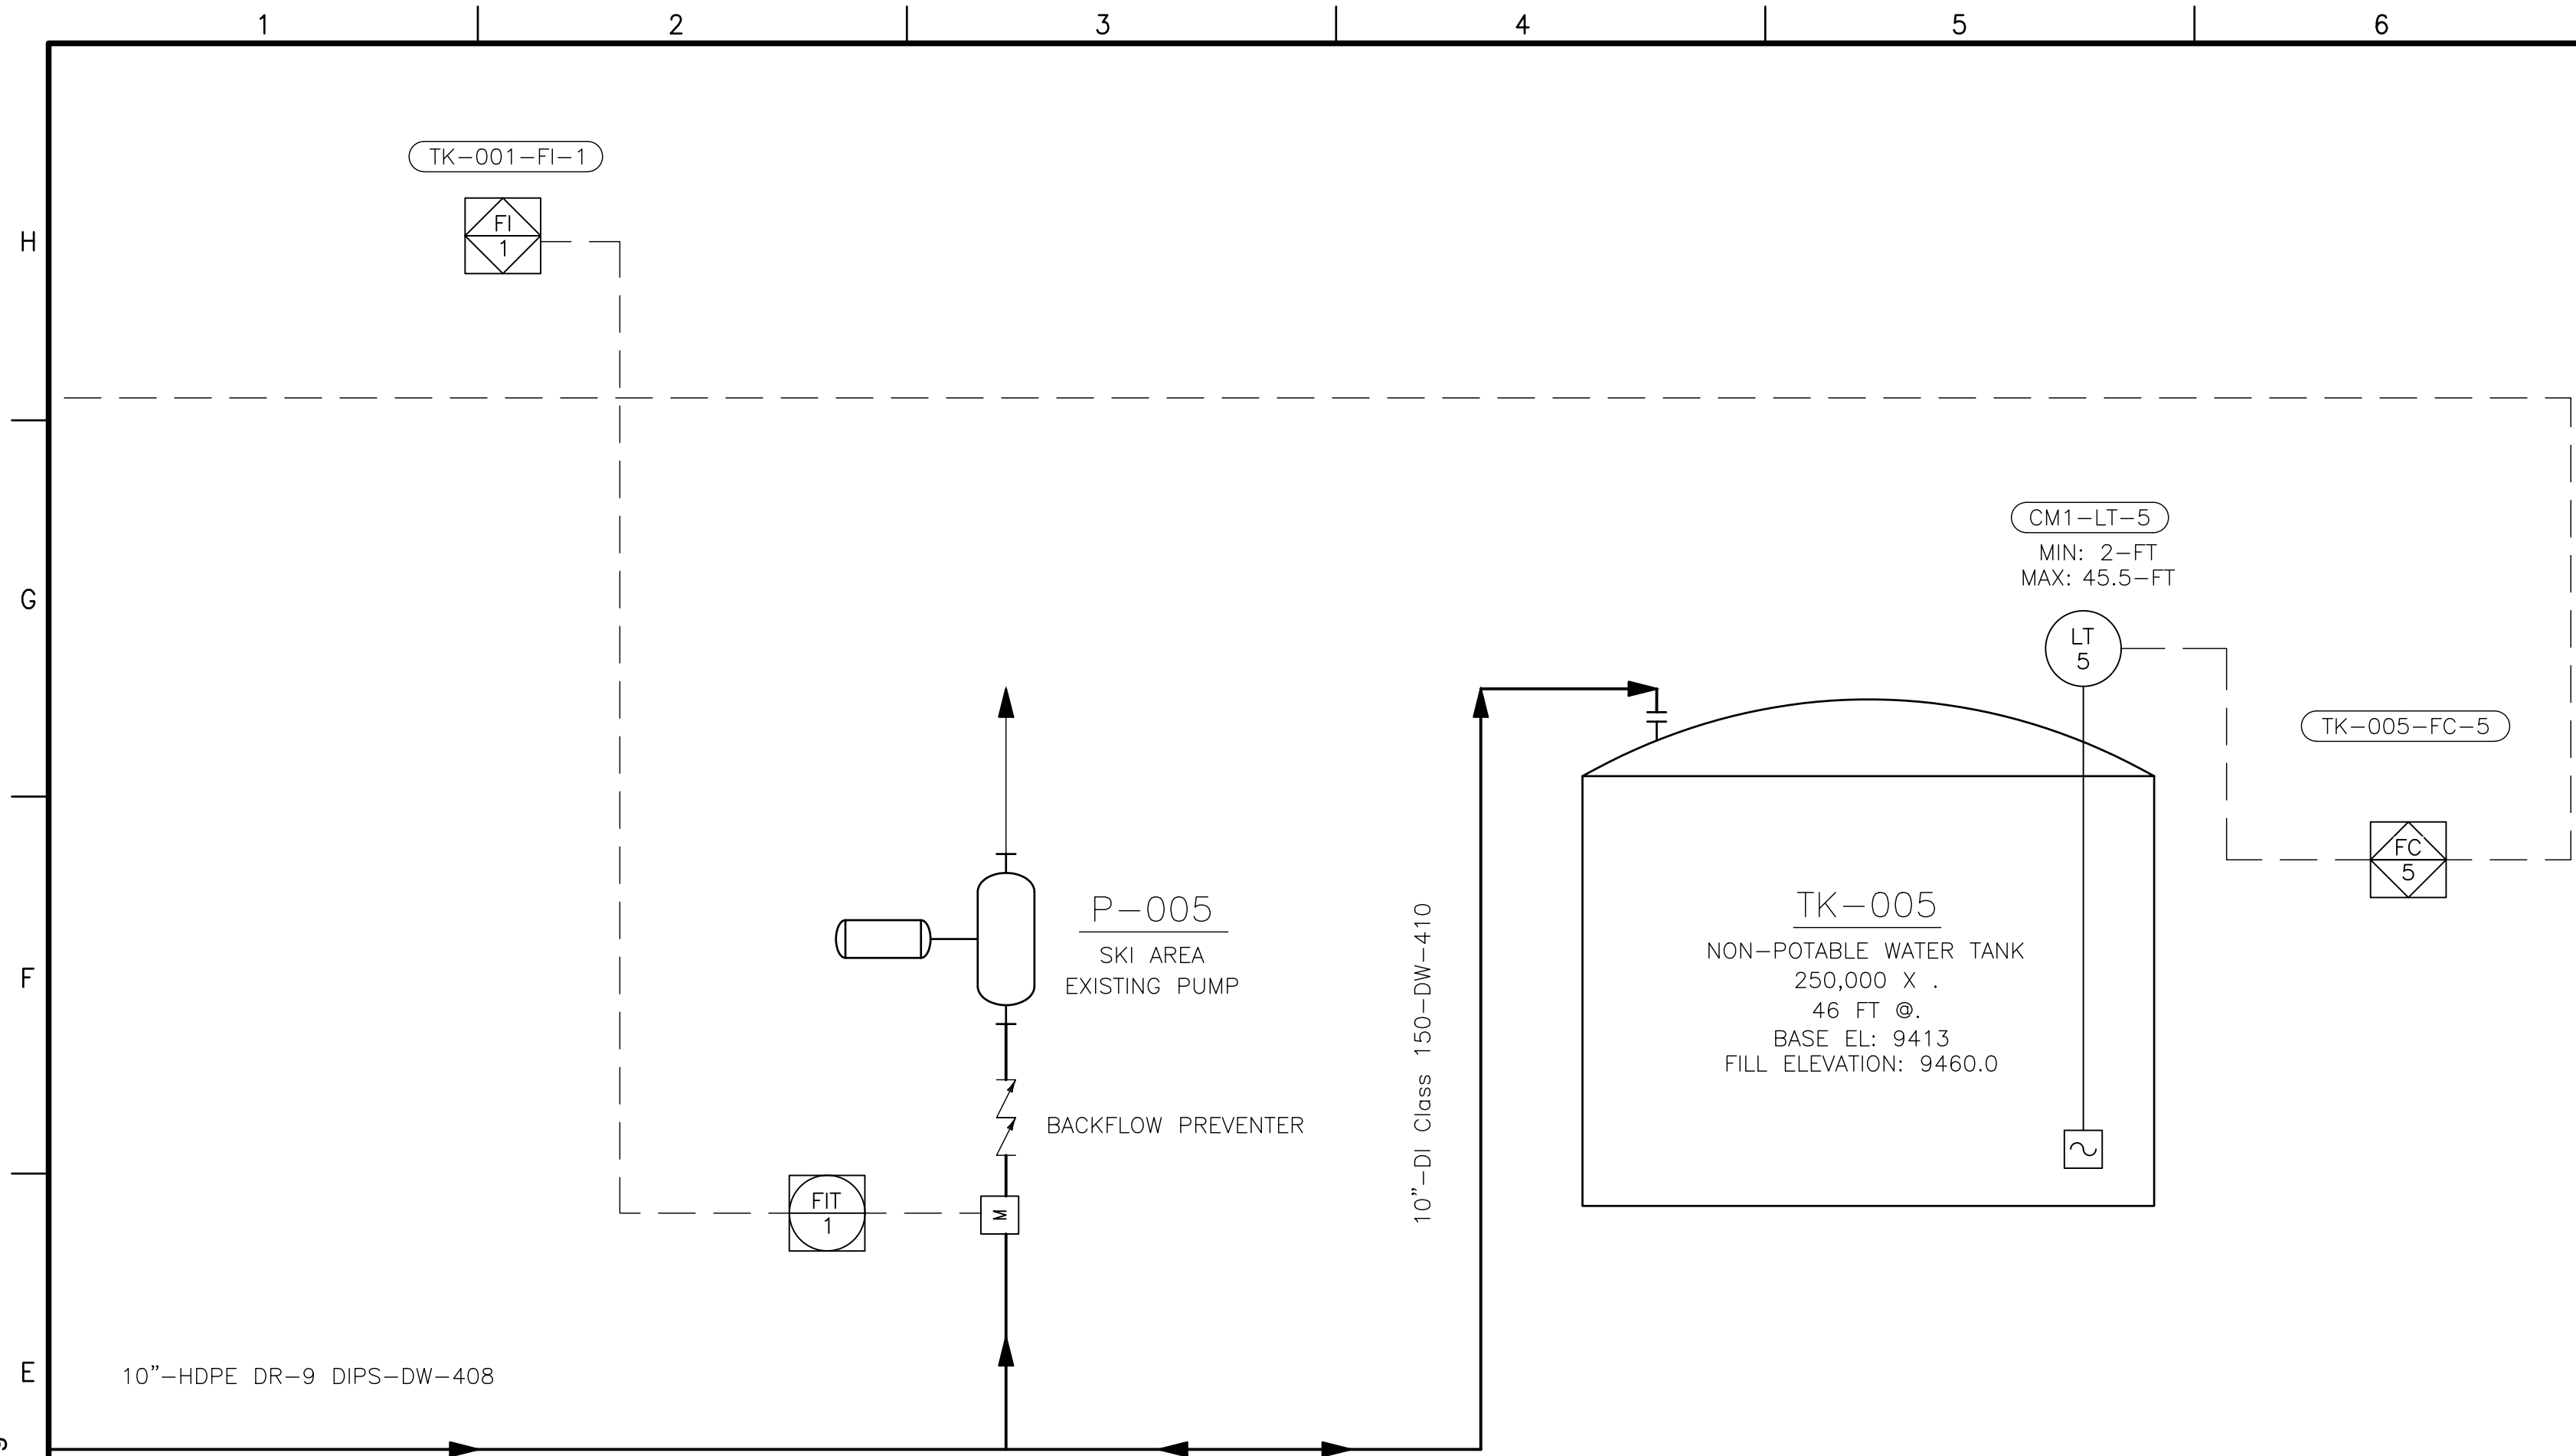 1
2
3
4
5
6
H
G
F
E
TK-001-FI-1
FI
1
CM1-LT-5
MIN: 2-FT
MAX: 45.5-FT
LT
5
TK-005-FC-5
FC
5
P-005
SKI AREA
EXISTING PUMP
TK-005
NON-POTABLE WATER TANK
250,000 X .
46 FT @.
BASE EL: 9413
FILL ELEVATION: 9460.0
10"-DI Class 150-DW-410
BACKFLOW PREVENTER
FIT
1
M
10"-HDPE DR-9 DIPS-DW-408